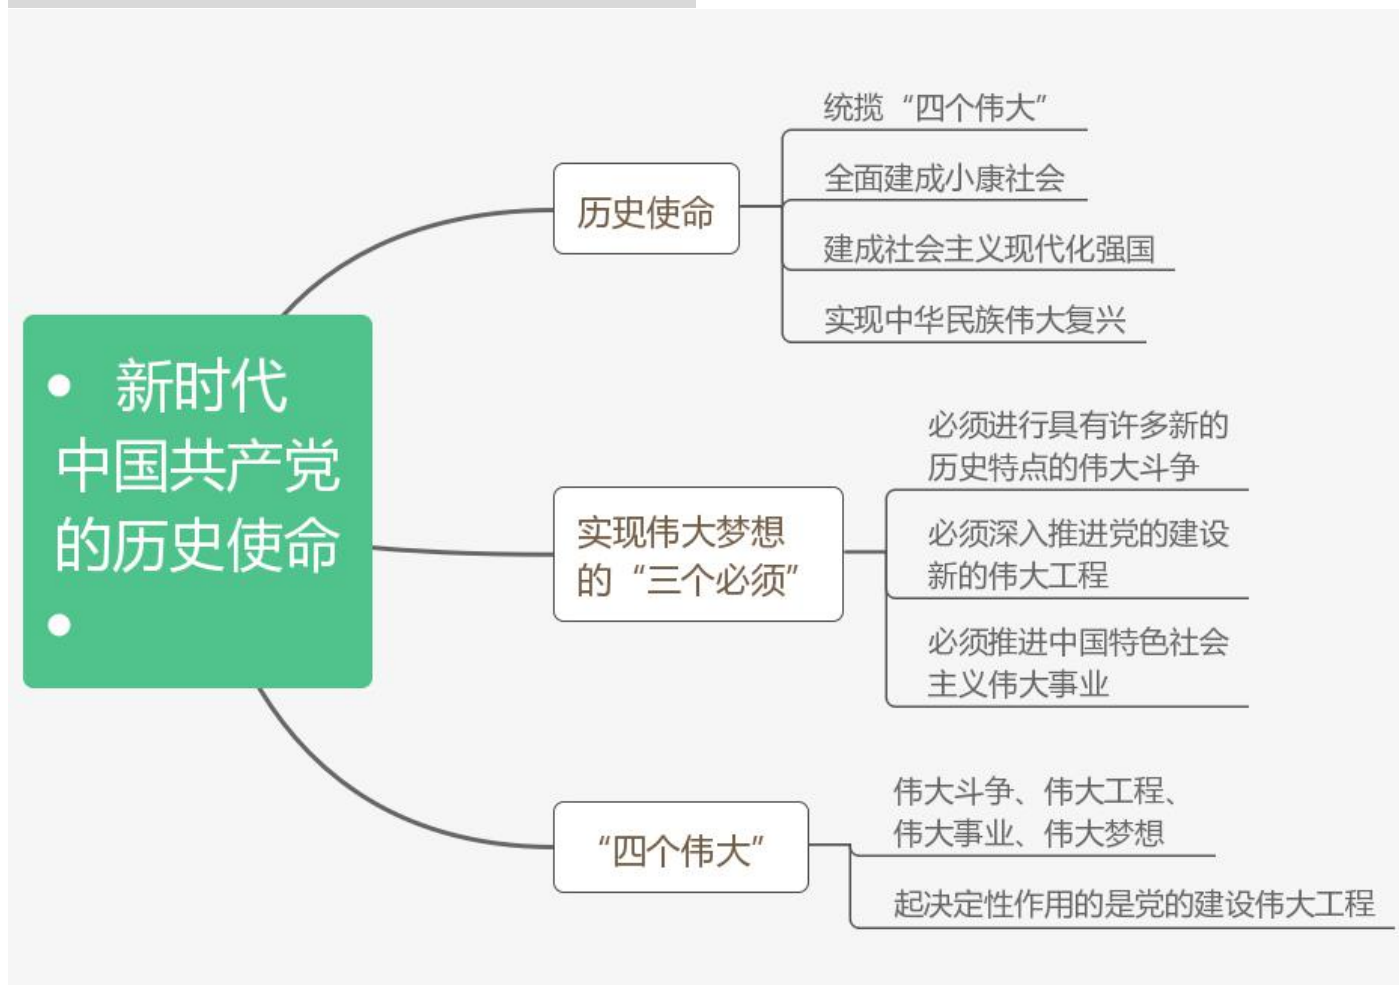 新时代
中国共产党
的历史使命
历史使命
统揽“四个伟大”
全面建成小康社会
建成社会主义现代化强国
实现中华民族伟大复兴
实现伟大梦想
的“三个必须”
必须进行具有许多新的
历史特点的伟大斗争
必须深入推进党的建设
新的伟大工程
必须推进中国特色社会
主义伟大事业
“四个伟大”
伟大斗争、伟大工程、
伟大事业、伟大梦想
起决定性作用的是党的建设伟大工程